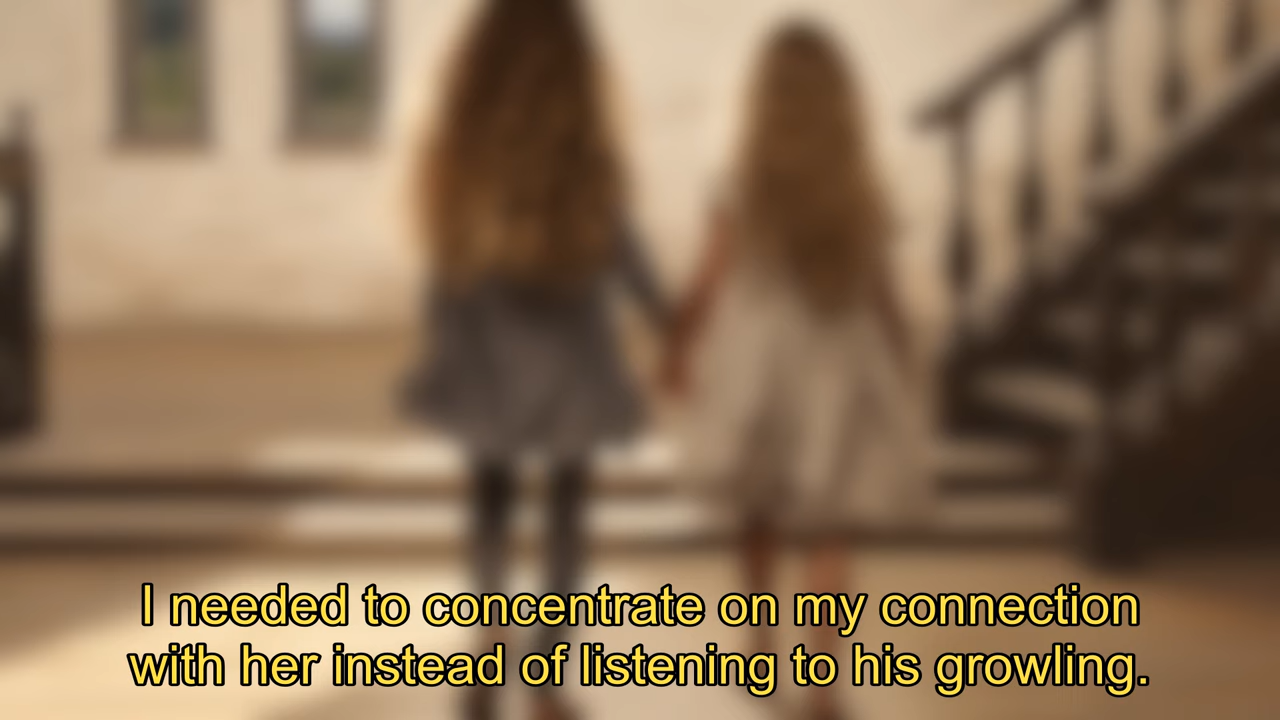 I needed to concentrate on my connection
with her instead of listening to his growling.